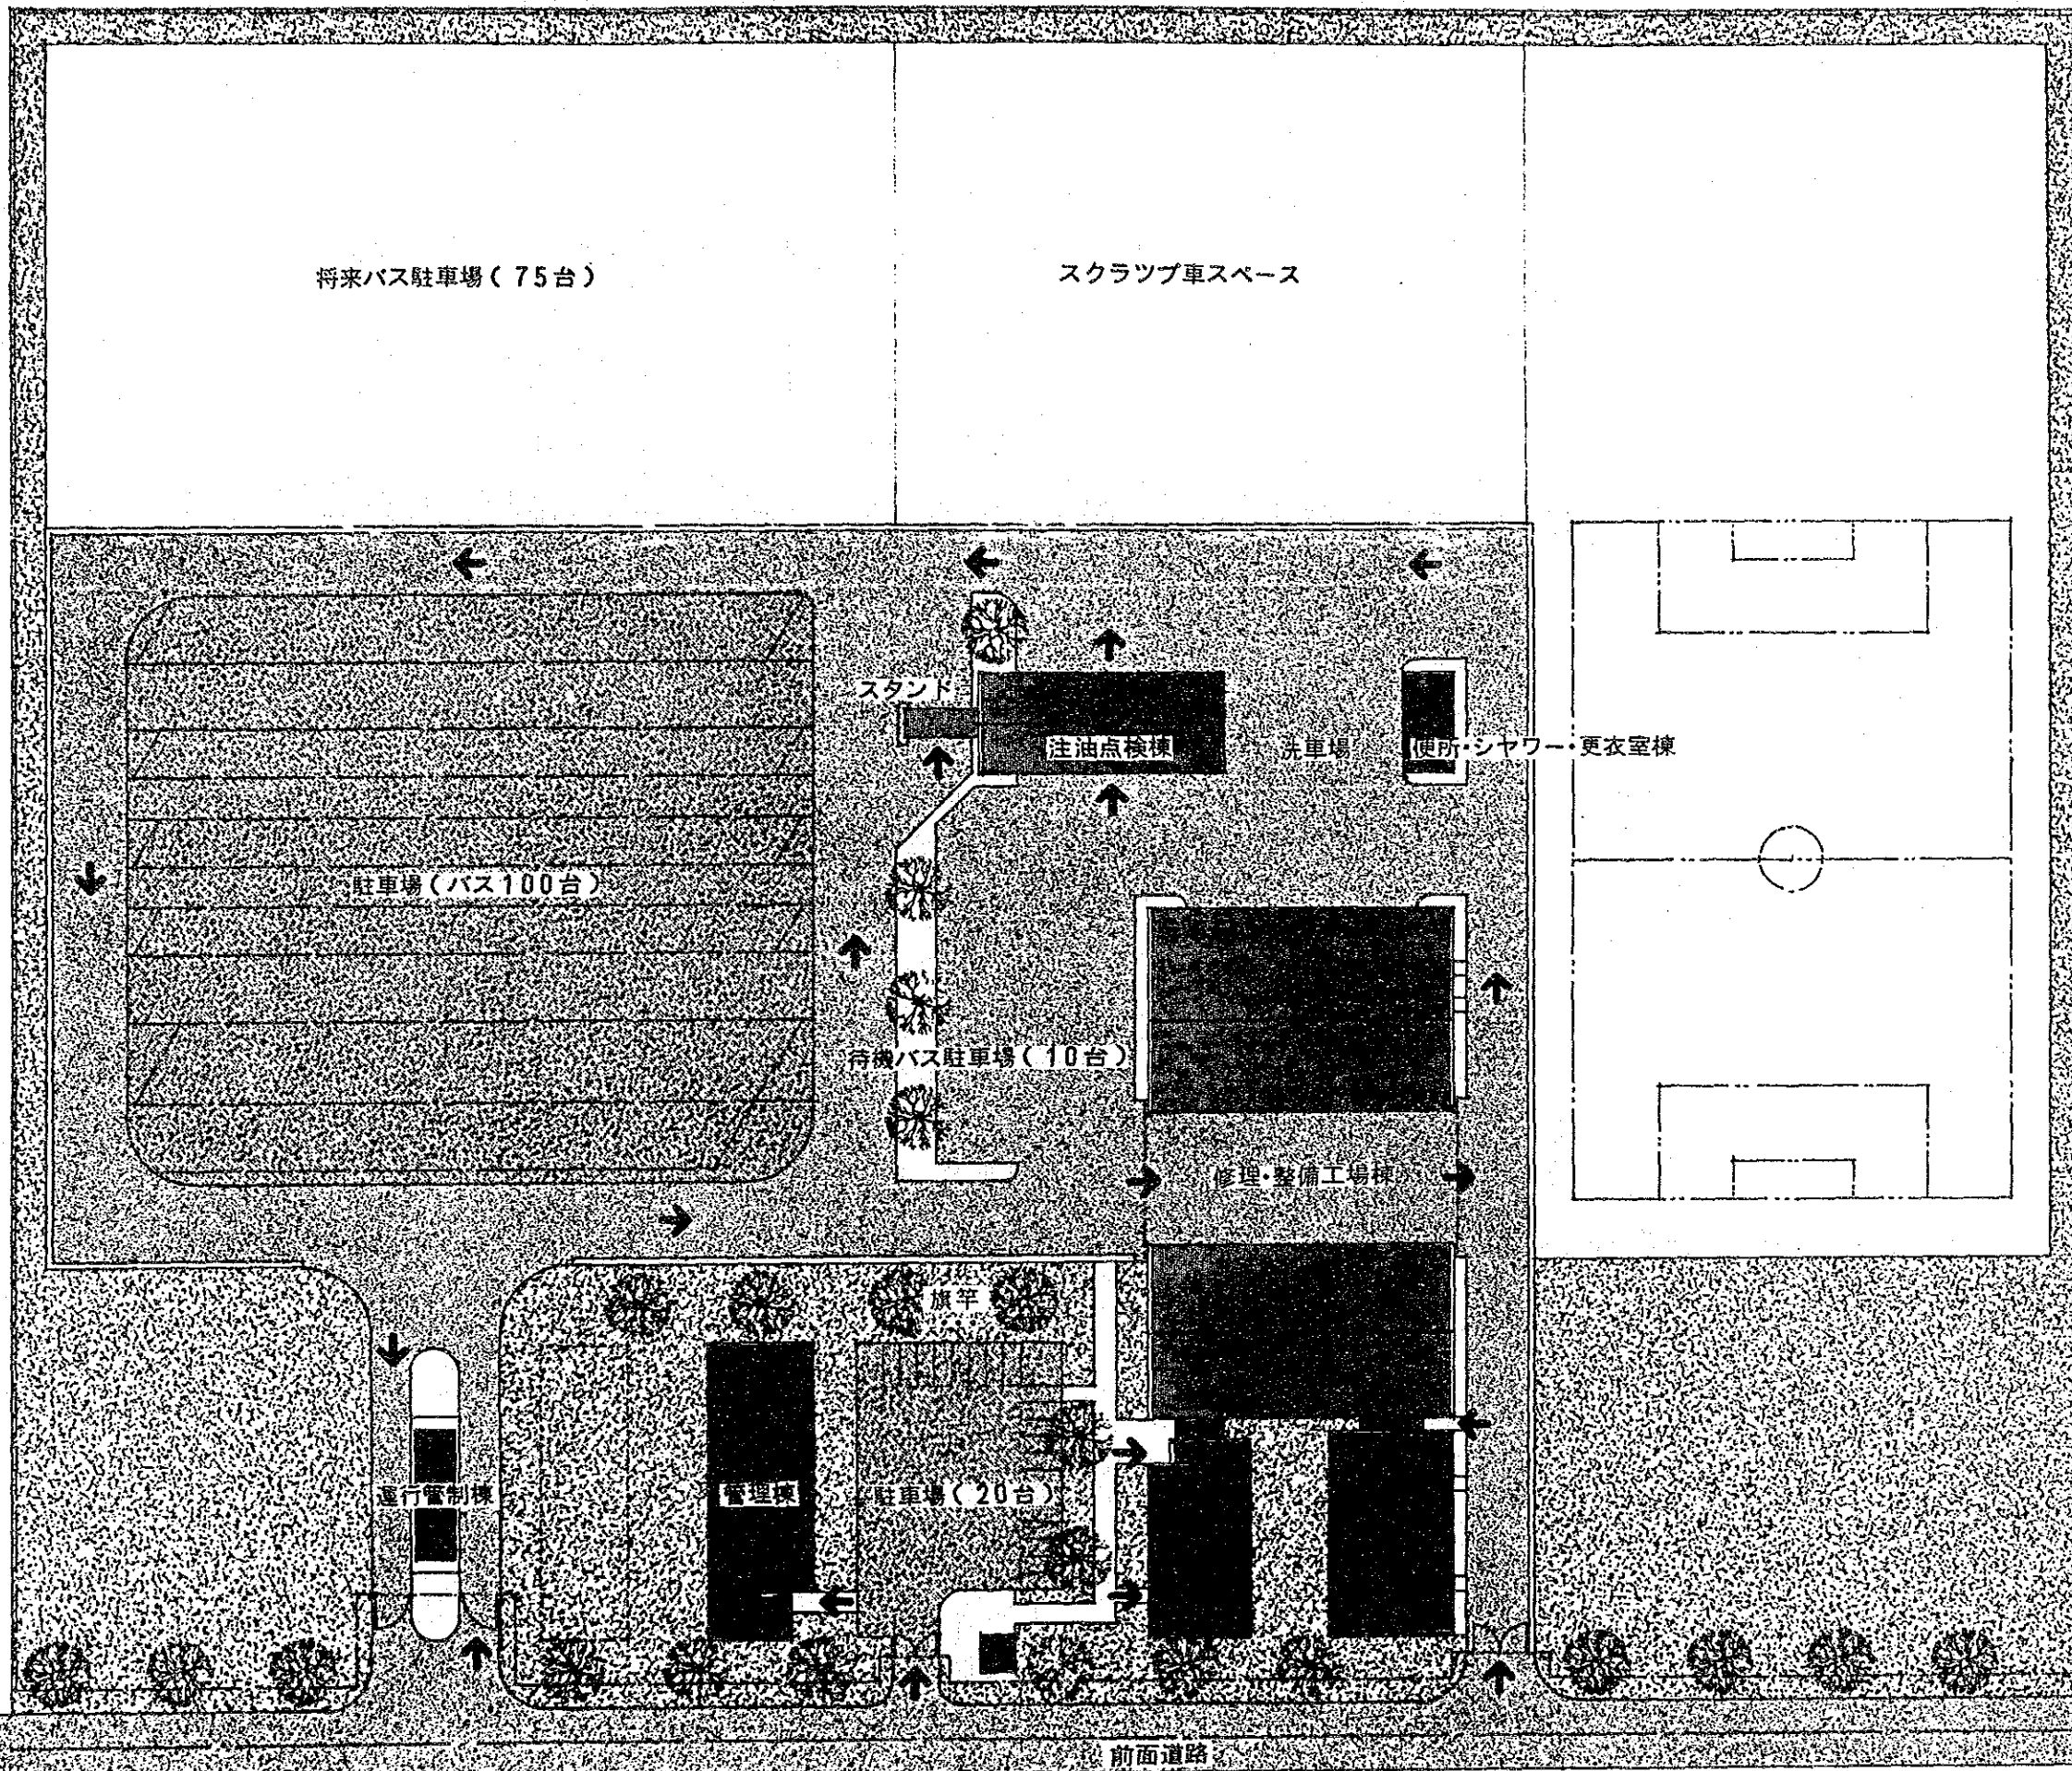 将来バス駐車場(75台)
スクラツプ車スペース
スタンド
注油点検棟
洗車場
便所・シヤワー・更衣室棟
駐車場(バス100台)
待機バス駐車場(10台)
修理・整備工場棟
旗竿
運行管制棟
管理棟
駐車場(20台)
前面道路